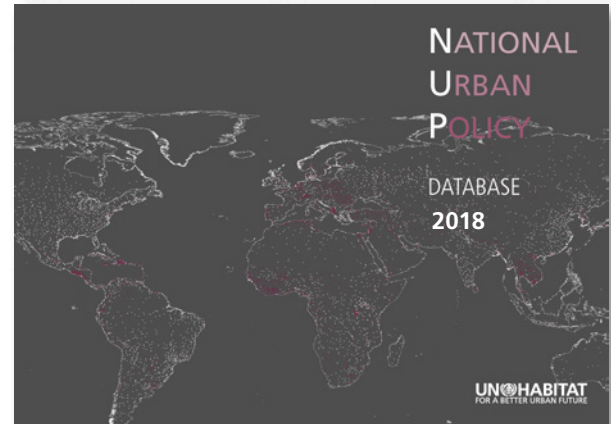 NATIONAL
URBAN
POLICY
DATABASE
2018
UN HABITAT
FOR A BETTER URBAN FUTURE